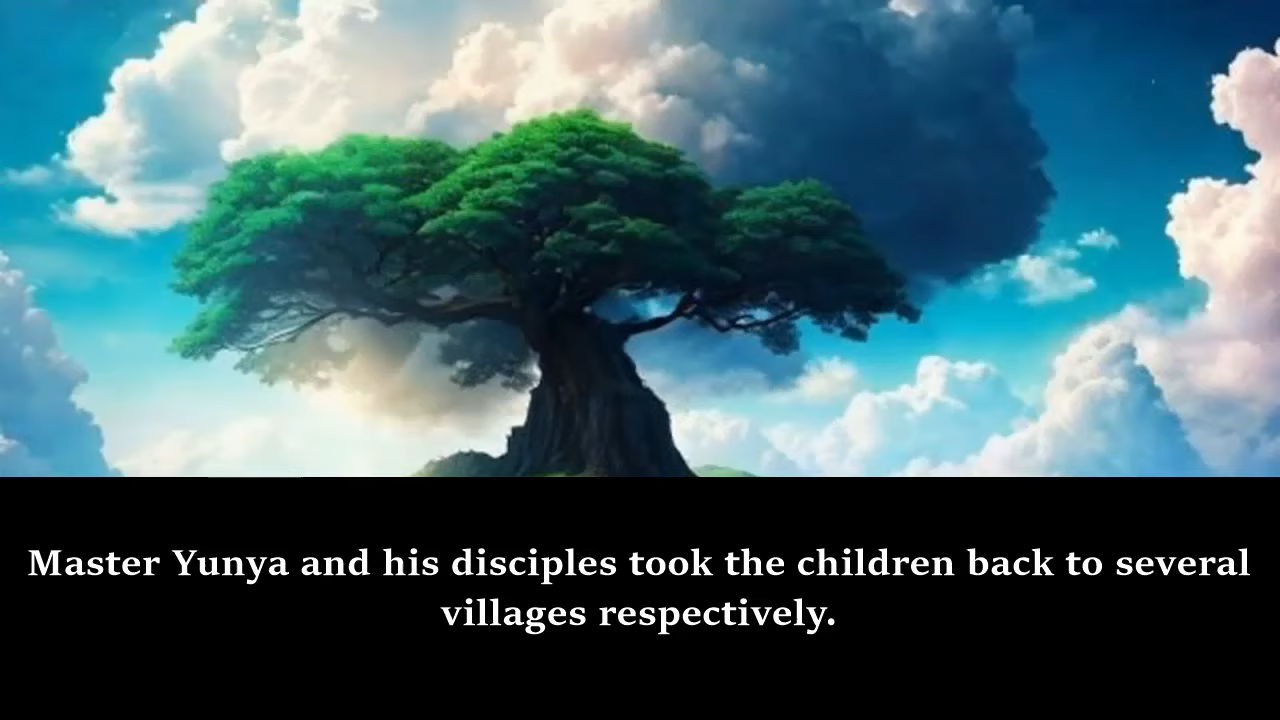 Master Yunya and his disciples took the children back to several
villages respectively.